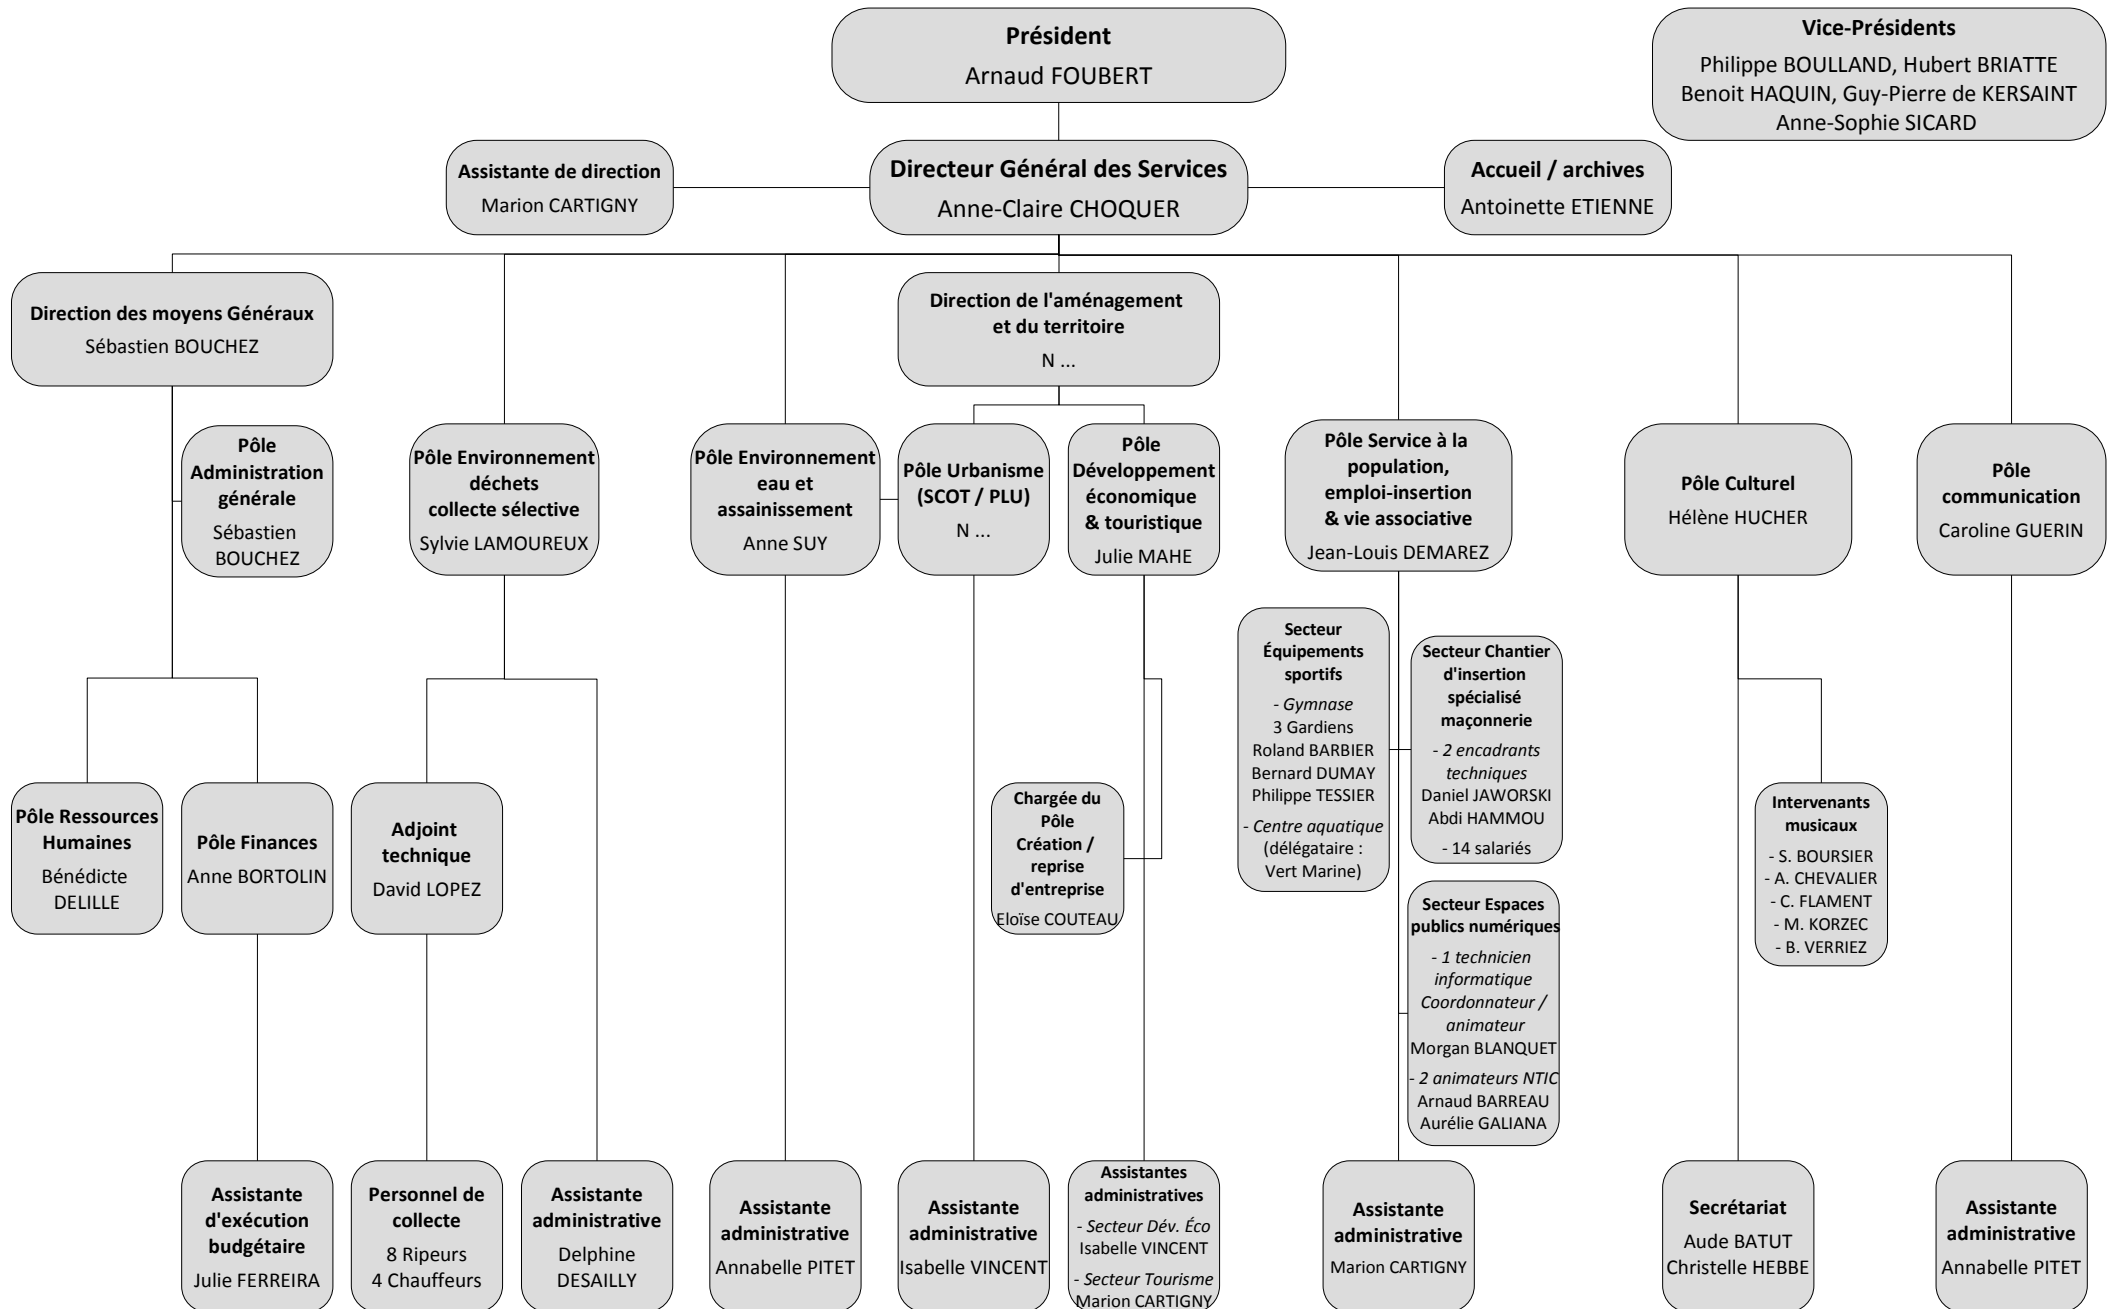 Président
Arnaud FOUBERT
Vice-Présidents
Philippe BOULLAND, Hubert BRIATTE
Benoit HAQUIN, Guy-Pierre de KERSAINT
Anne-Sophie SICARD
Assistante de direction
Marion CARTIGNY
Directeur Général des Services
Anne-Claire CHOQUER
Accueil / archives
Antoinette ETIENNE
Direction des moyens Généraux
Sébastien BOUCHEZ
Direction de l'aménagement
et du territoire
N ...
Pôle
Administration
générale
Sébastien
BOUCHEZ
Pôle Environnement
déchets
collecte sélective
Sylvie LAMOUREUX
Pôle Environnement
eau et
assainissement
Anne SUY
Pôle Urbanisme
(SCOT / PLU)
N ...
Pôle
Développement
économique
& touristique
Julie MAHE
Pôle Service à la
population,
emploi-insertion
& vie associative
Jean-Louis DEMAREZ
Pôle Culturel
Hélène HUCHER
Pôle
communication
Caroline GUERIN
Secteur
Équipements
sportifs
- Gymnase
3 Gardiens
Roland BARBIER
Bernard DUMAY
Philippe TESSIER
- Centre aquatique
(délégataire :
Vert Marine)
Secteur Chantier
d'insertion
spécialisé
maçonnerie
- 2 encadrants
techniques
Daniel JAWORSKI
Abdi HAMMOU
- 14 salariés
Pôle Ressources
Humaines
Bénédicte
DELILLE
Pôle Finances
Anne BORTOLIN
Adjoint
technique
David LOPEZ
Chargée du
Pôle
Création /
reprise
d'entreprise
Eloïse COUTEAU
Intervenants
musicaux
- S. BOURSIER
- A. CHEVALIER
- C. FLAMENT
- M. KORZEC
- B. VERRIEZ
Secteur Espaces
publics numériques
- 1 technicien
informatique
Coordonnateur /
animateur
Morgan BLANQUET
- 2 animateurs NTIC
Arnaud BARREAU
Aurélie GALIANA
Assistante
d'exécution
budgétaire
Julie FERREIRA
Personnel de
collecte
8 Ripeurs
4 Chauffeurs
Assistante
administrative
Delphine
DESAILLY
Assistante
administrative
Annabelle PITET
Assistante
administrative
Isabelle VINCENT
Assistantes
administratives
- Secteur Dév. Éco
Isabelle VINCENT
- Secteur Tourisme
Marion CARTIGNY
Assistante
administrative
Marion CARTIGNY
Secrétariat
Aude BATUT
Christelle HEBBE
Assistante
administrative
Annabelle PITET